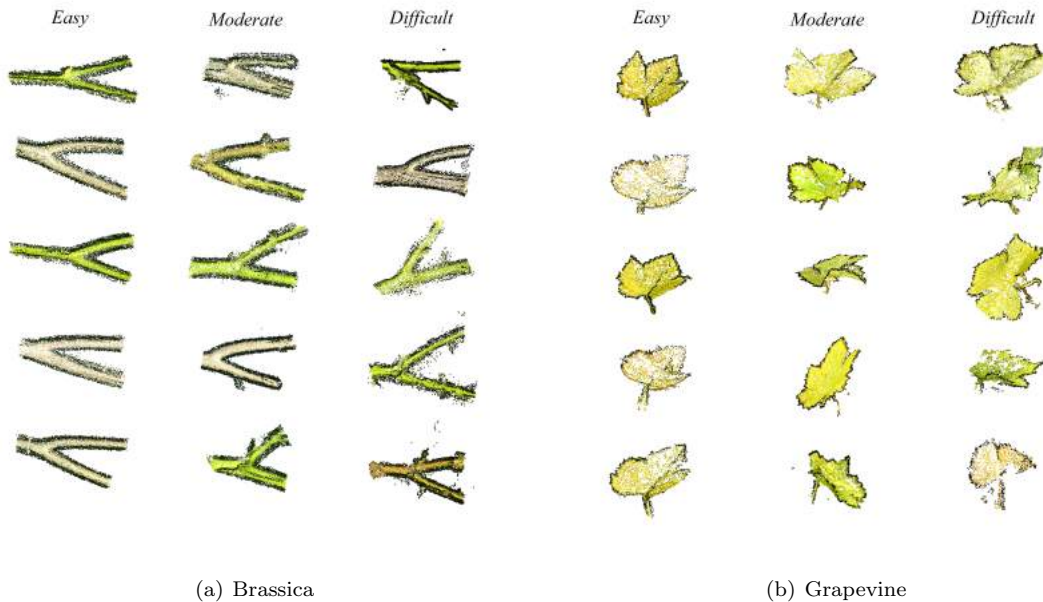 Easy Moderate Difficult Easy Moderate Difficult
(a) Brassica (b) Grapevine